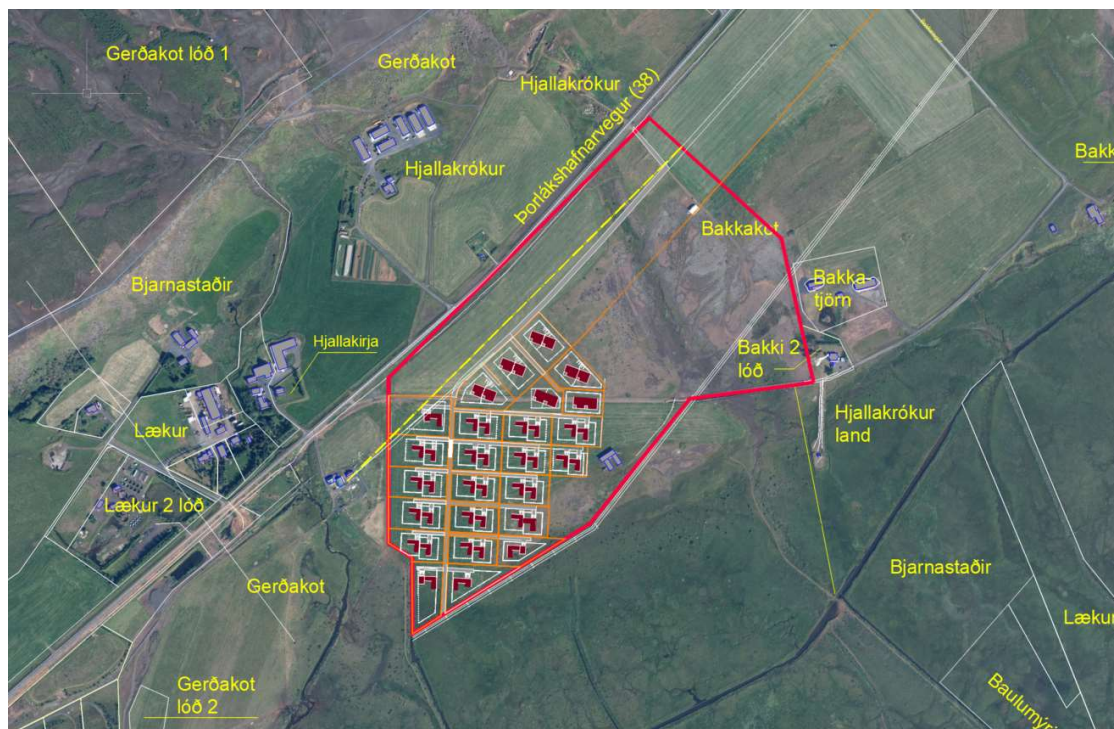 Gerðakot lóð 1
Gerðakot
Hjallakrókur
Þorlákshafnarvegur (38)
Hjallakrókur
Bakk
Bakkakot
Bjarnastaðir
Bakka
tjörn
Hjallakirja
Bakki 2
lóð
Hjallakrókur
land
Lækur
Lækur 2 lóð
Gerðakot
Bjarnastaðir
Lækur
Gerðakot
lóð 2
Baulumýri